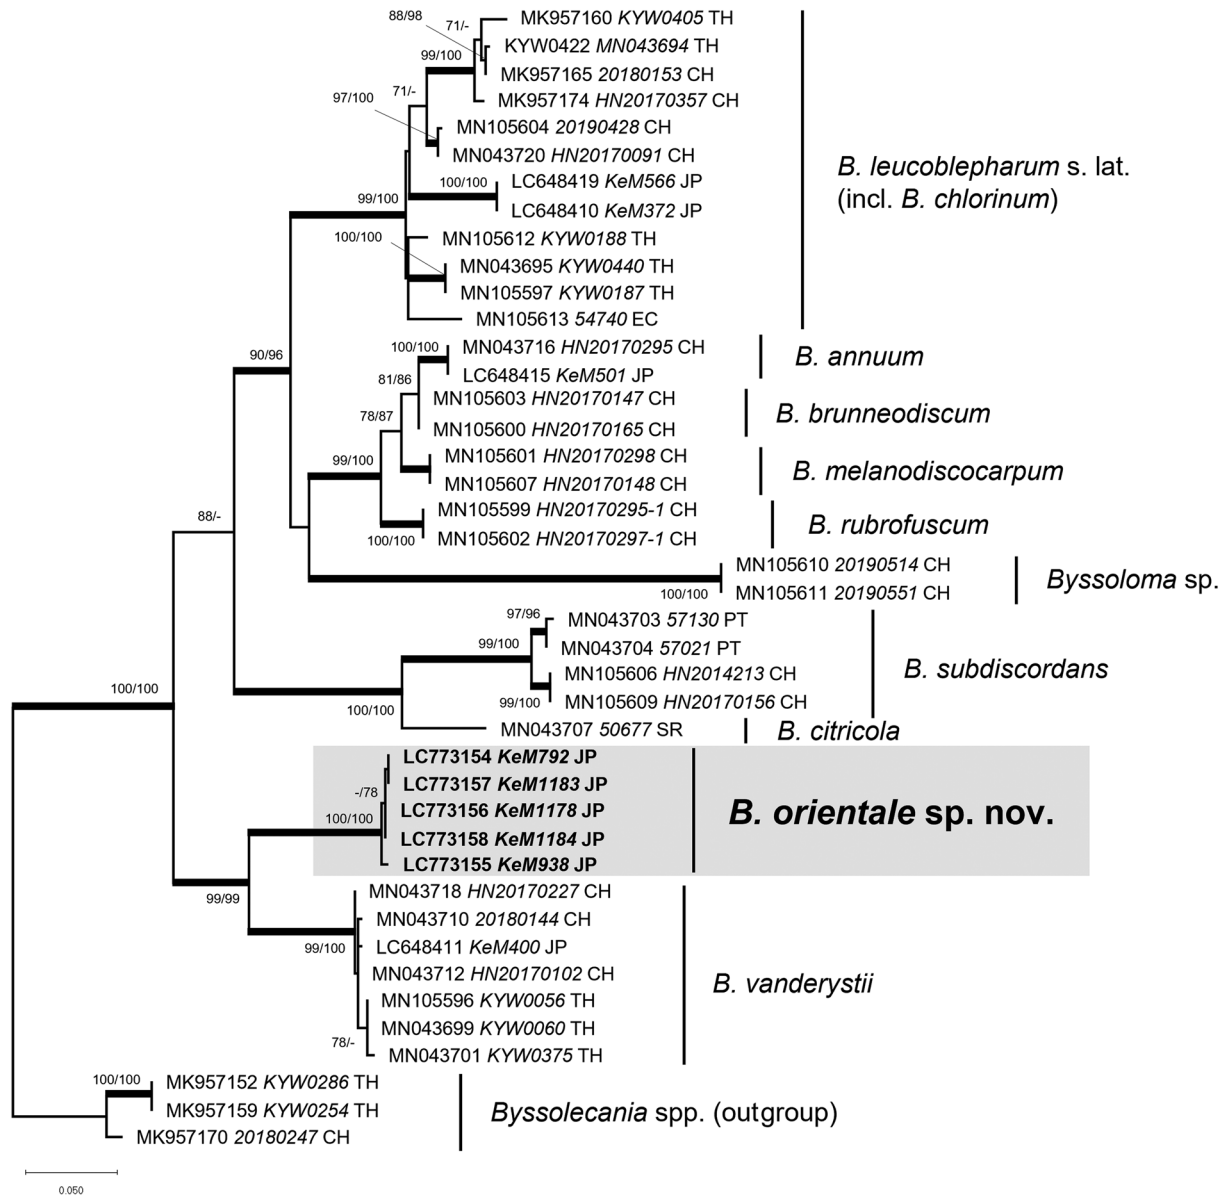 88/98
71/-
MK957160 KYW0405 TH
KYW0422 MN043694 TH
99/100
MK957165 20180153 CH
71/-
97/100
MK957174 HN20170357 CH
MN105604 20190428 CH
MN043720 HN20170091 CH
B. leucoblepharum s. lat.
(incl. B. chlorinum)
100/100
LC648419 KeM566 JP
99/100
LC648410 KeM372 JP
100/100
MN105612 KYW0188 TH
MN043695 KYW0440 TH
MN105597 KYW0187 TH
MN105613 54740 EC
90/96
100/100
MN043716 HN20170295 CH
B. annuum
LC648415 KeM501 JP
81/86
MN105603 HN20170147 CH
B. brunneodiscum
78/87
MN105600 HN20170165 CH
99/100
MN105601 HN20170298 CH
B. melanodiscocarpum
MN105607 HN20170148 CH
MN105599 HN20170295-1 CH
B. rubrofuscum
88/-
100/100
MN105602 HN20170297-1 CH
MN105610 20190514 CH
Byssoloma sp.
100/100
MN105611 20190551 CH
97/96
MN043703 57130 PT
99/100
MN043704 57021 PT
B. subdiscordans
MN105606 HN2014213 CH
99/100
MN105609 HN20170156 CH
100/100
100/100
MN043707 50677 SR
B. citricola
LC773154 KeM792 JP
LC773157 KeM1183 JP
-/78
LC773156 KeM1178 JP
B. orientale sp. nov.
100/100
LC773158 KeM1184 JP
LC773155 KeM938 JP
99/99
MN043718 HN20170227 CH
MN043710 20180144 CH
99/100
LC648411 KeM400 JP
MN043712 HN20170102 CH
B. vanderystii
MN105596 KYW0056 TH
MN043699 KYW0060 TH
78/-
MN043701 KYW0375 TH
100/100
MK957152 KYW0286 TH
MK957159 KYW0254 TH
Byssolecania spp. (outgroup)
MK957170 20180247 CH
0.050